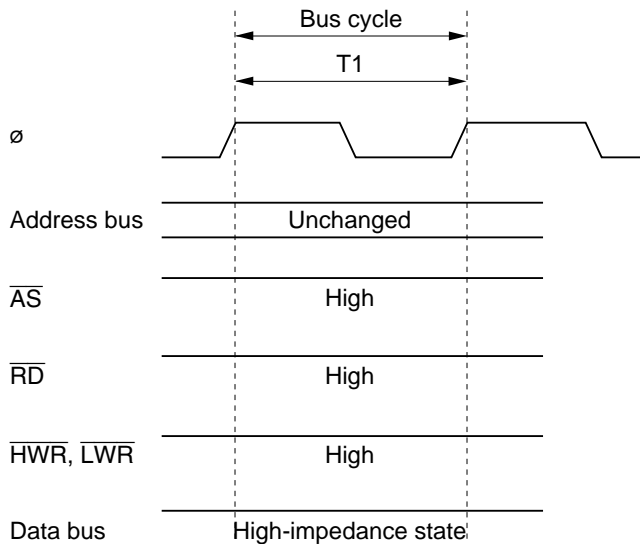 Bus cycle
T1
ø
Address bus Unchanged
AS High
RD High
HWR, LWR High
Data bus High-impedance state